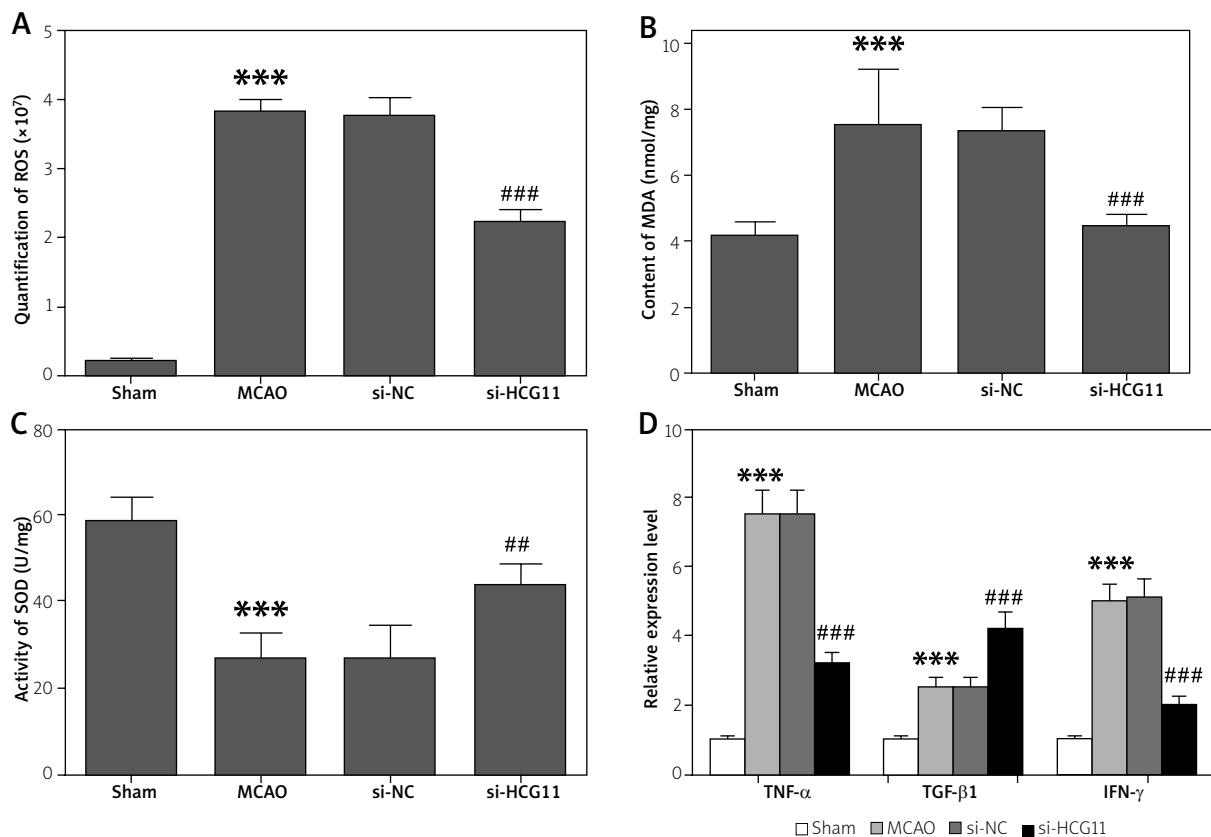 A
Quantification of ROS (×10⁷)
5
4
3
2
1
0
***
###
Sham MCAO si-NC si-HCG11
B
Content of MDA (nmol/mg)
10
8
6
4
2
0
***
###
Sham MCAO si-NC si-HCG11
C
Activity of SOD (U/mg)
80
60
40
20
0
***
##
Sham MCAO si-NC si-HCG11
D
Relative expression level
10
8
6
4
2
0
***
###
***
###
***
###
TNF-α TGF-β1 IFN-γ
Sham MCAO si-NC si-HCG11